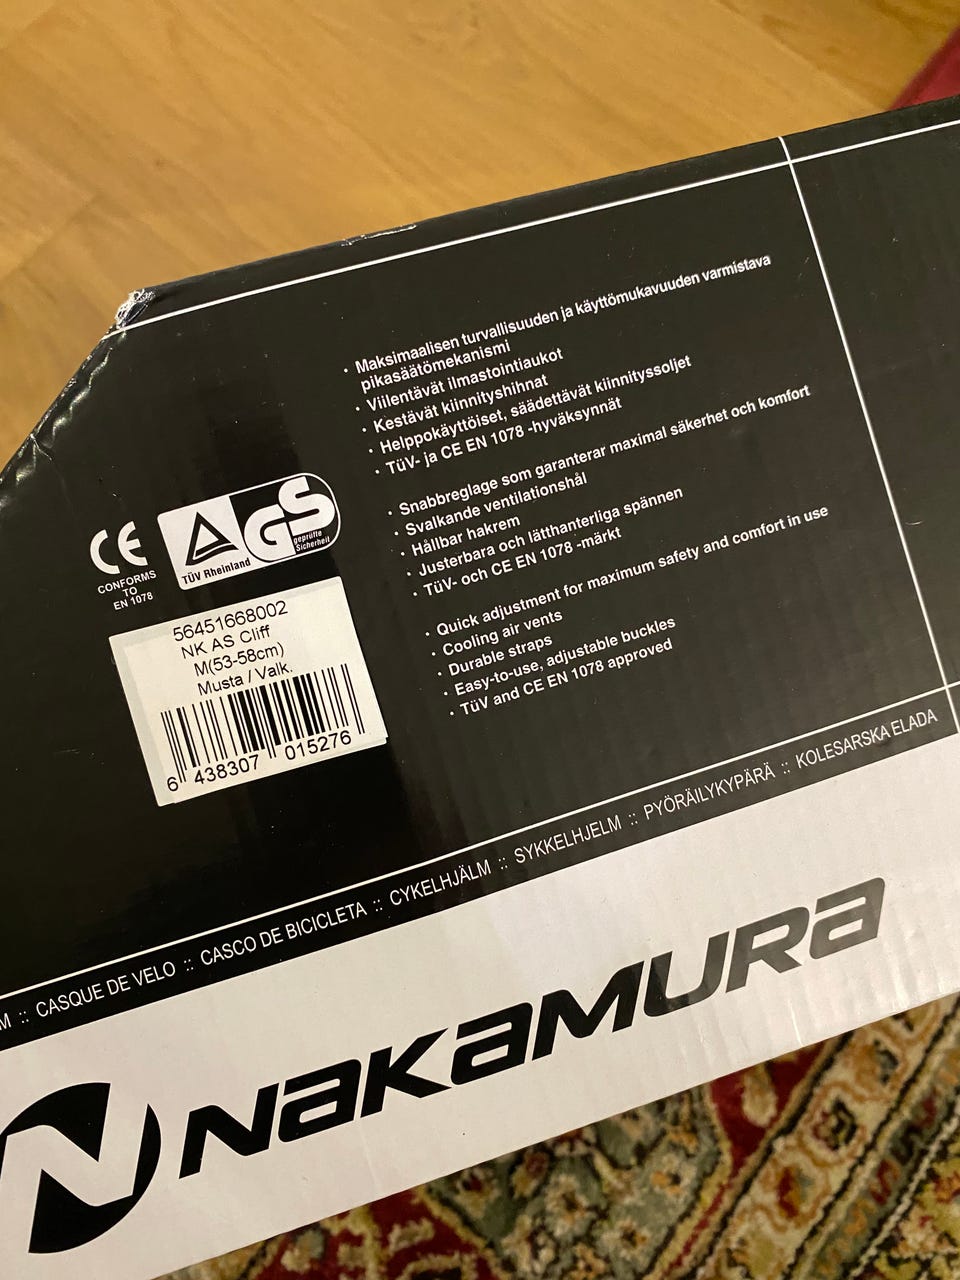 • Maksimaalisen turvallisuuden ja käyttömukavuuden varmistava
pikasäätömekanismi
• Viilentävät ilmastointiaukot
• Kestävät kiinnityshihnat
• Helppokäyttöiset, säädettävät kiinnityssoljet
• TüV- ja CE EN 1078 -hyväksynnät
• Snabbreglage som garanterar maximal säkerhet och komfort
• Svalkande ventilationshål
• Hållbar hakrem
• Justerbara och lätthanterliga spännen
• TüV- och CE EN 1078 -märkt
• Quick adjustment for maximum safety and comfort in use
• Cooling air vents
• Durable straps
• Easy-to-use, adjustable buckles
• TüV and CE EN 1078 approved
CE
CONFORMS
TO
EN 1078
TÜV Rheinland
GS
geprüfte
Sicherheit
56451668002
NK AS Cliff
M(53-58cm)
Musta / Valk.
6 438307 015276
M :: CASQUE DE VELO :: CASCO DE BICICLETA :: CYKELHJÄLM :: SYKKELHJELM :: PYÖRÄILYKYPÄRÄ :: KOLESARSKA ELADA
N NAKAMURA